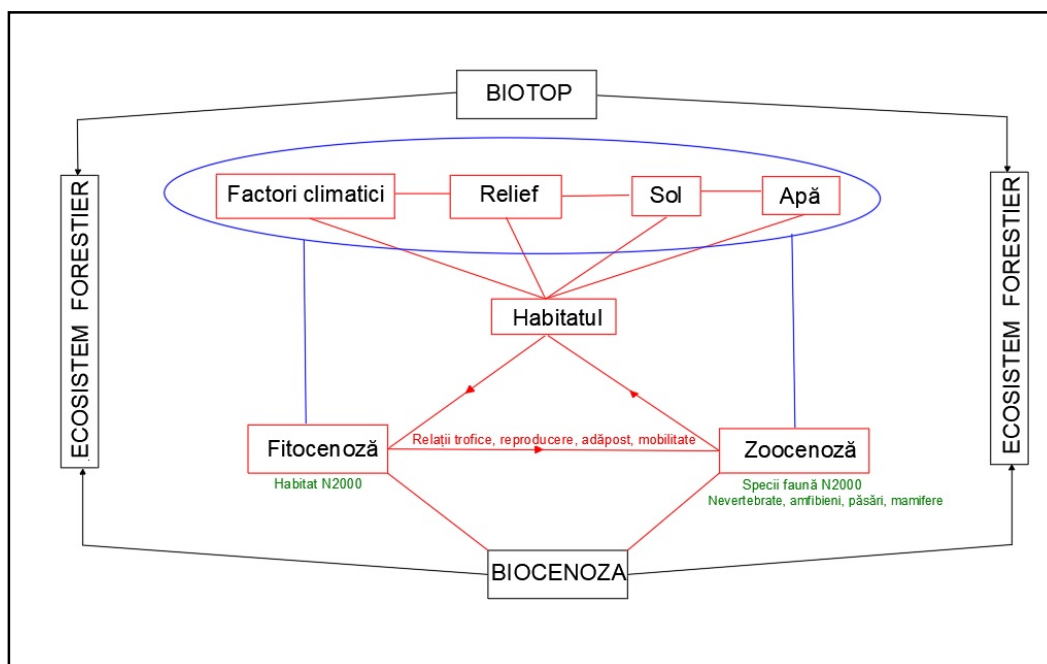 BIOTOP
ECOSISTEM FORESTIER
Factori climatici
Relief
Sol
Apă
Habitatul
Fitocenoză
Habitat N2000
Relații trofice, reproducere, adăpost, mobilitate
Zoocenoză
Specii faună N2000
Nevertebrate, amfibieni, păsări, mamifere
BIOCENOZA
ECOSISTEM FORESTIER